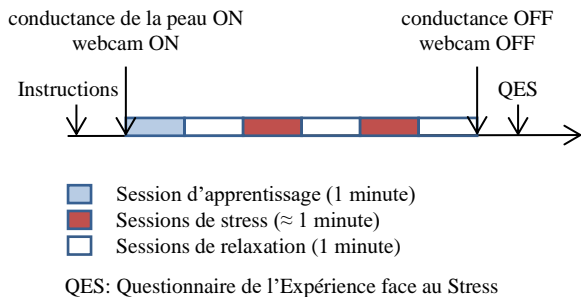 conductance de la peau ON
webcam ON
conductance OFF
webcam OFF
Instructions
QES
Session d’apprentissage (1 minute)
Sessions de stress (≈ 1 minute)
Sessions de relaxation (1 minute)
QES: Questionnaire de l’Expérience face au Stress